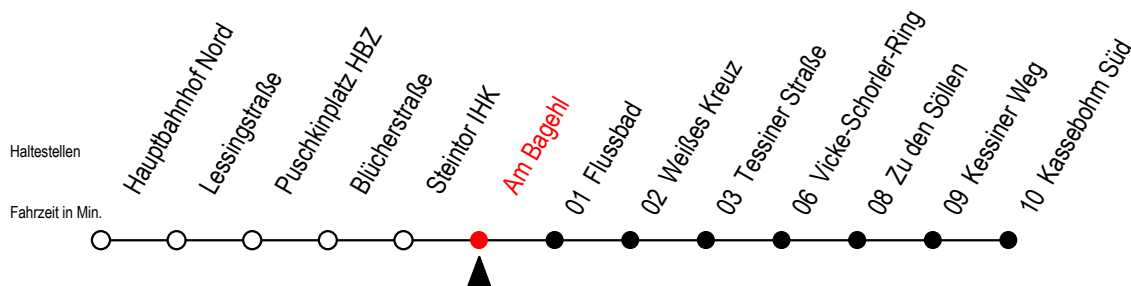 Haltestellen
Fahrzeit in Min.
Hauptbahnhof Nord
Lessingstraße
Puschkinplatz HBZ
Blücherstraße
Steintor IHK
Am Bagehl
01 Flussbad
02 Weißes Kreuz
03 Tessiner Straße
06 Vicke-Schorler-Ring
08 Zu den Söllen
09 Kessiner Weg
10 Kassebohm Süd